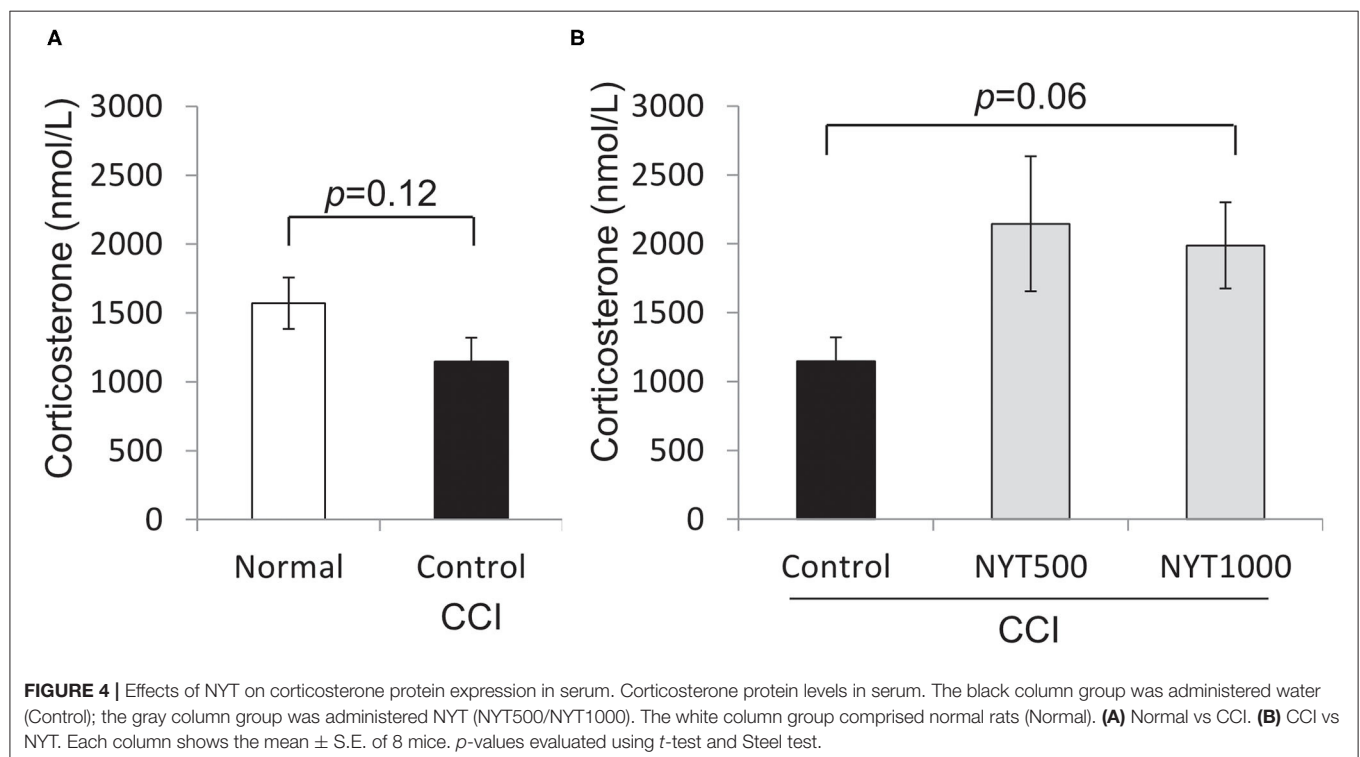 A
Corticosterone (nmol/L)
3000
2500
2000
1500
1000
500
0
p=0.12
Normal
Control
CCI
B
Corticosterone (nmol/L)
3000
2500
2000
1500
1000
500
0
p=0.06
Control
NYT500
NYT1000
CCI
FIGURE 4 | Effects of NYT on corticosterone protein expression in serum. Corticosterone protein levels in serum. The black column group was administered water
(Control); the gray column group was administered NYT (NYT500/NYT1000). The white column group comprised normal rats (Normal). (A) Normal vs CCI. (B) CCI vs
NYT. Each column shows the mean ± S.E. of 8 mice. p-values evaluated using t-test and Steel test.